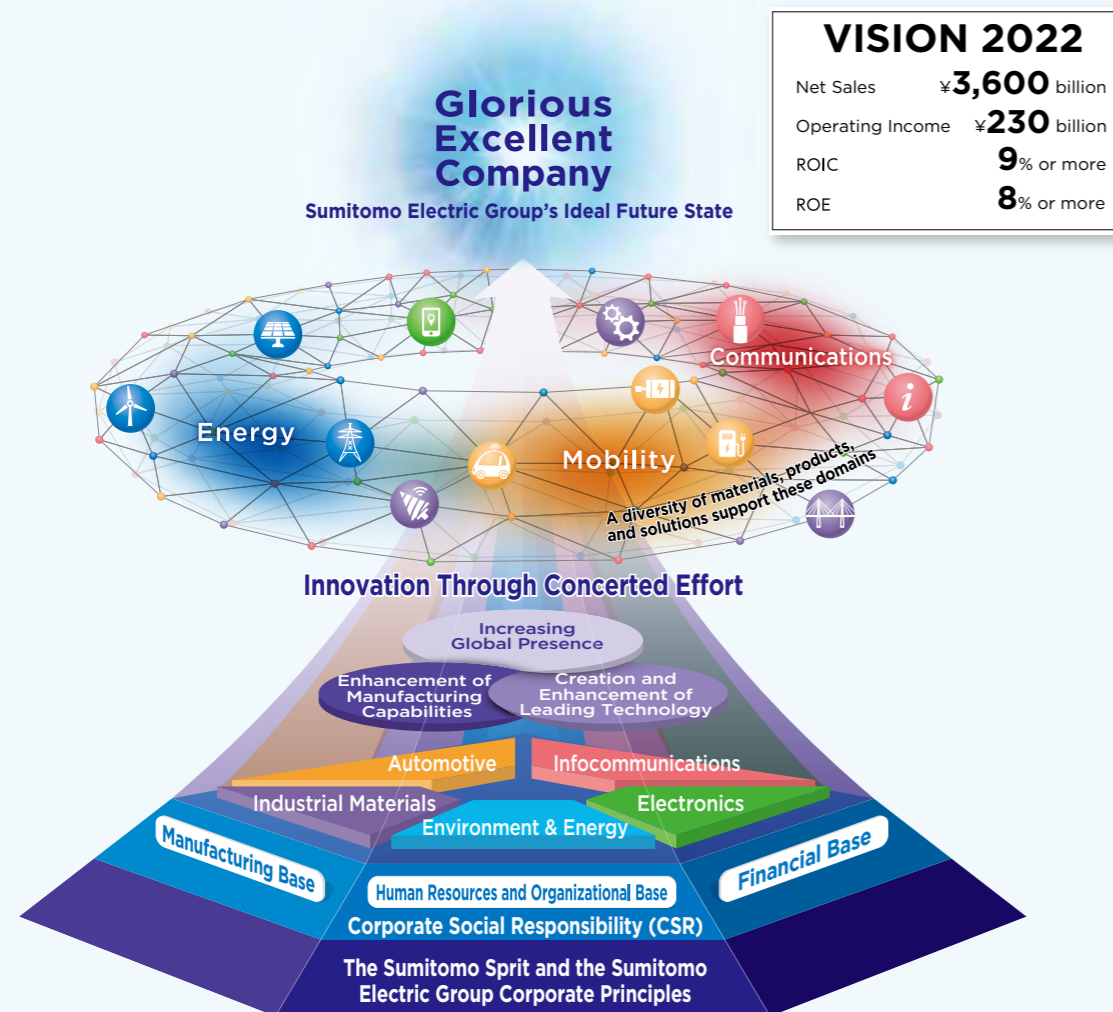 VISION 2022
Net Sales ¥3,600 billion
Operating Income ¥230 billion
ROIC 9% or more
ROE 8% or more
Glorious
Excellent
Company
Sumitomo Electric Group's Ideal Future State
Communications
Energy
Mobility
i
A diversity of materials, products,
and solutions support these domains
Innovation Through Concerted Effort
Increasing
Global Presence
Enhancement of
Manufacturing
Capabilities
Creation and
Enhancement of
Leading Technology
Automotive
Infocommunications
Industrial Materials
Electronics
Environment & Energy
Manufacturing Base
Financial Base
Human Resources and Organizational Base
Corporate Social Responsibility (CSR)
The Sumitomo Sprit and the Sumitomo
Electric Group Corporate Principles